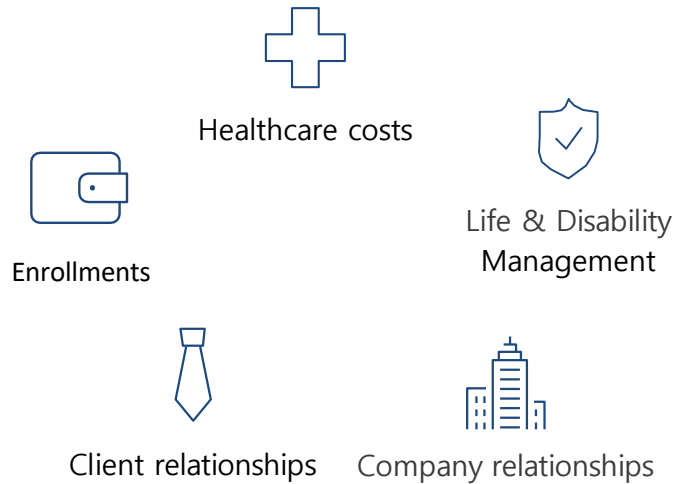 Healthcare costs
Life & Disability
Management
Enrollments
Client relationships
Company relationships